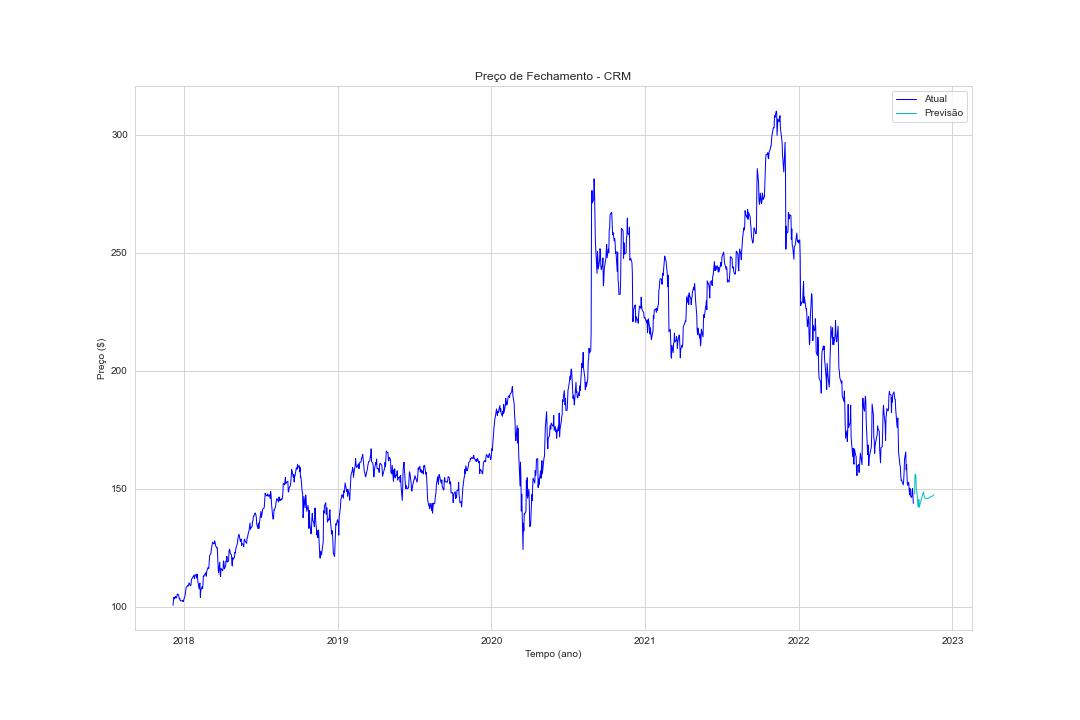 Preço de Fechamento - CRM
Atual
Previsão
300
250
200
150
100
Preço ($)
2018 2019 2020 2021 2022 2023
Tempo (ano)